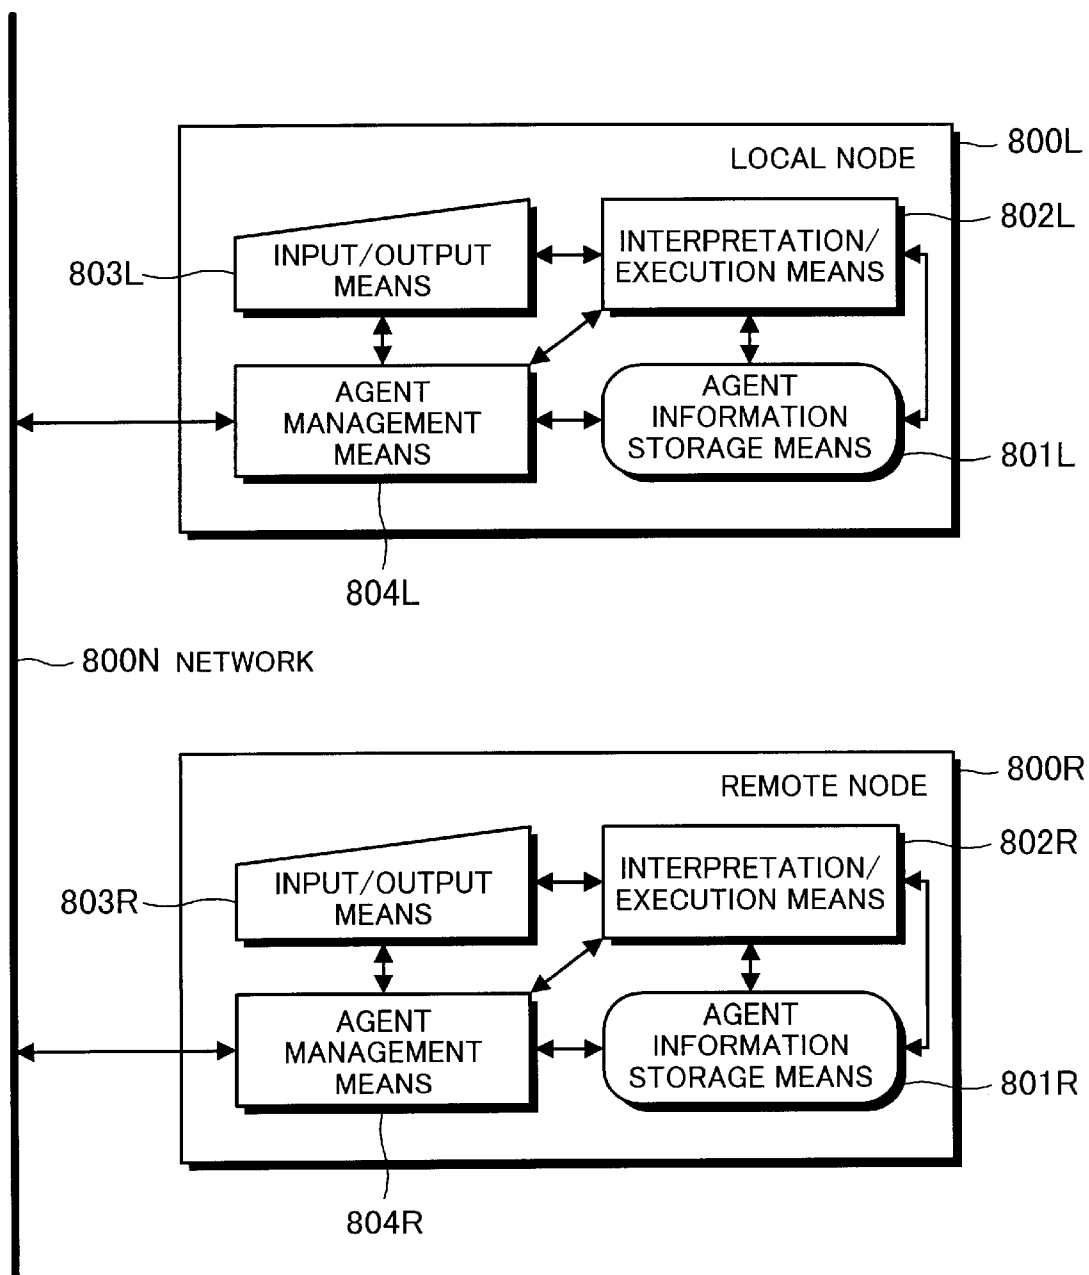 LOCAL NODE
800L
802L
INPUT/OUTPUT
MEANS
INTERPRETATION/
EXECUTION MEANS
803L
AGENT
MANAGEMENT
MEANS
AGENT
INFORMATION
STORAGE MEANS
801L
804L
800N NETWORK
REMOTE NODE
800R
802R
INPUT/OUTPUT
MEANS
INTERPRETATION/
EXECUTION MEANS
803R
AGENT
MANAGEMENT
MEANS
AGENT
INFORMATION
STORAGE MEANS
801R
804R